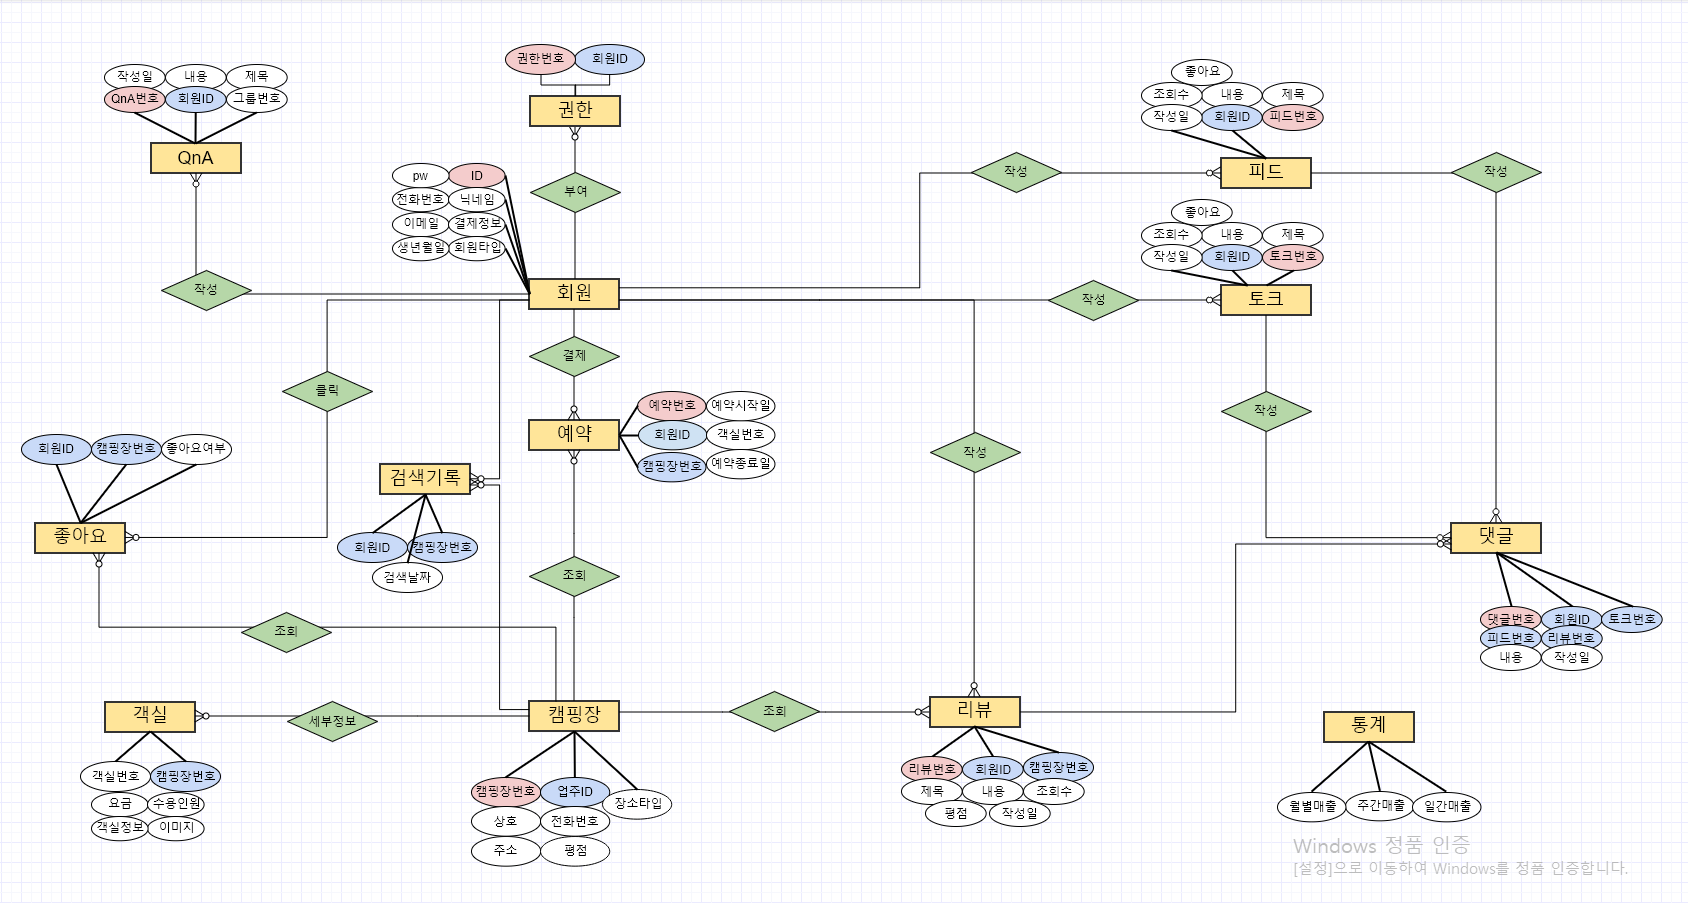 권한번호
회원ID
권한
작성일
내용
제목
QnA번호
회원ID
그룹번호
QnA
작성
pw
ID
전화번호
닉네임
이메일
결제정보
생년월일
회원타입
부여
회원
좋아요
조회수
내용
제목
작성일
회원ID
피드번호
피드
작성
작성
좋아요
조회수
내용
제목
작성일
회원ID
토크번호
토크
작성
작성
클릭
결제
예약
예약번호
예약시작일
회원ID
객실번호
캠핑장번호
예약종료일
작성
회원ID
캠핑장번호
좋아요여부
좋아요
검색기록
회원ID
캠핑장번호
검색날짜
조회
조회
댓글
댓글번호
회원ID
토크번호
피드번호
리뷰번호
내용
작성일
객실
세부정보
캠핑장
조회
리뷰
통계
객실번호
캠핑장번호
요금
수용인원
객실정보
이미지
캠핑장번호
업주ID
장소타입
상호
전화번호
주소
평점
리뷰번호
회원ID
캠핑장번호
제목
내용
조회수
평점
작성일
월별매출
주간매출
일간매출
Windows 정품 인증
[설정]으로 이동하여 Windows를 정품 인증합니다.